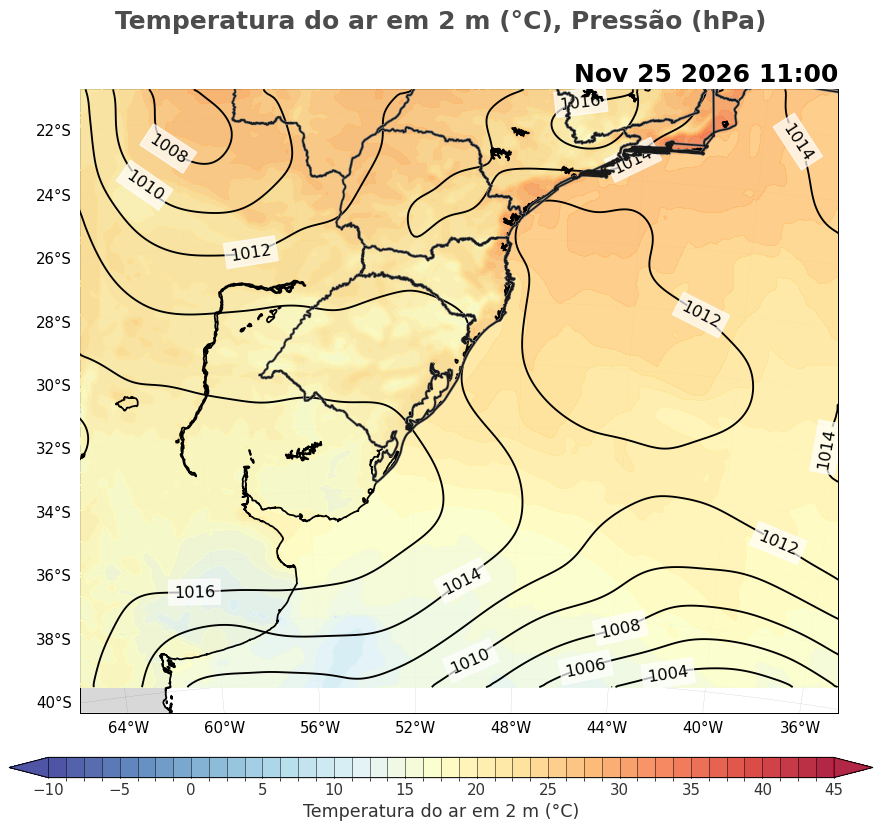 Temperatura do ar em 2 m (°C), Pressão (hPa)
Nov 25 2026 11:00
22°S
24°S
26°S
28°S
30°S
32°S
34°S
36°S
38°S
40°S
1016
1014
1014
1008
1010
1012
1012
1014
1012
1016
1014
1008
1010
1006
1004
64°W 60°W 56°W 52°W 48°W 44°W 40°W 36°W
−10 −5 0 5 10 15 20 25 30 35 40 45
Temperatura do ar em 2 m (°C)